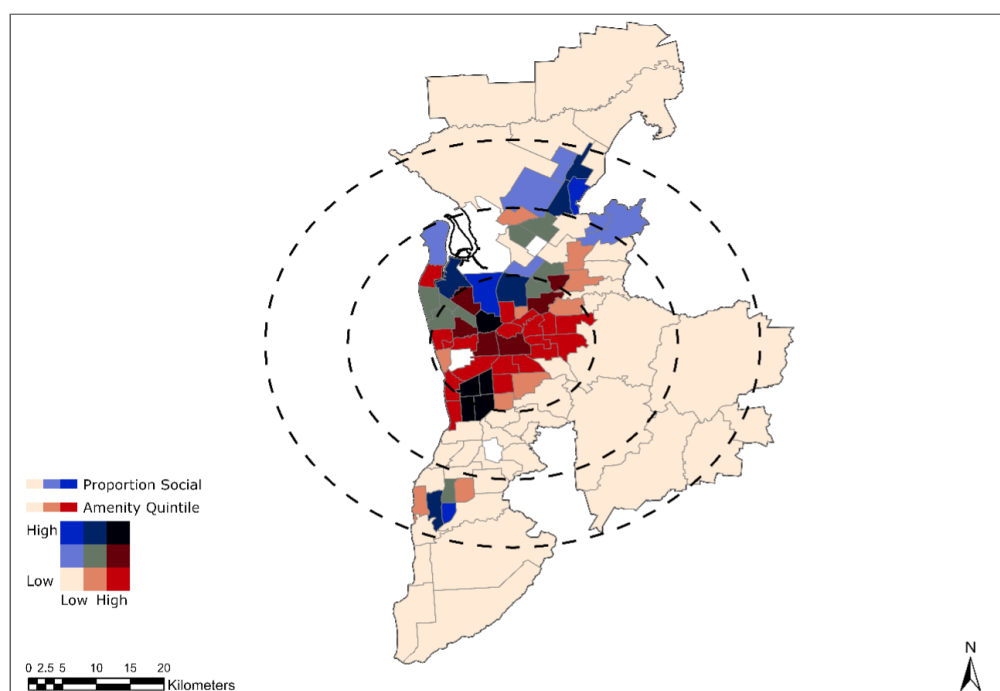 Proportion Social
Amenity Quintile
High
Low
Low High
0 2.5 5 10 15 20
Kilometers
N